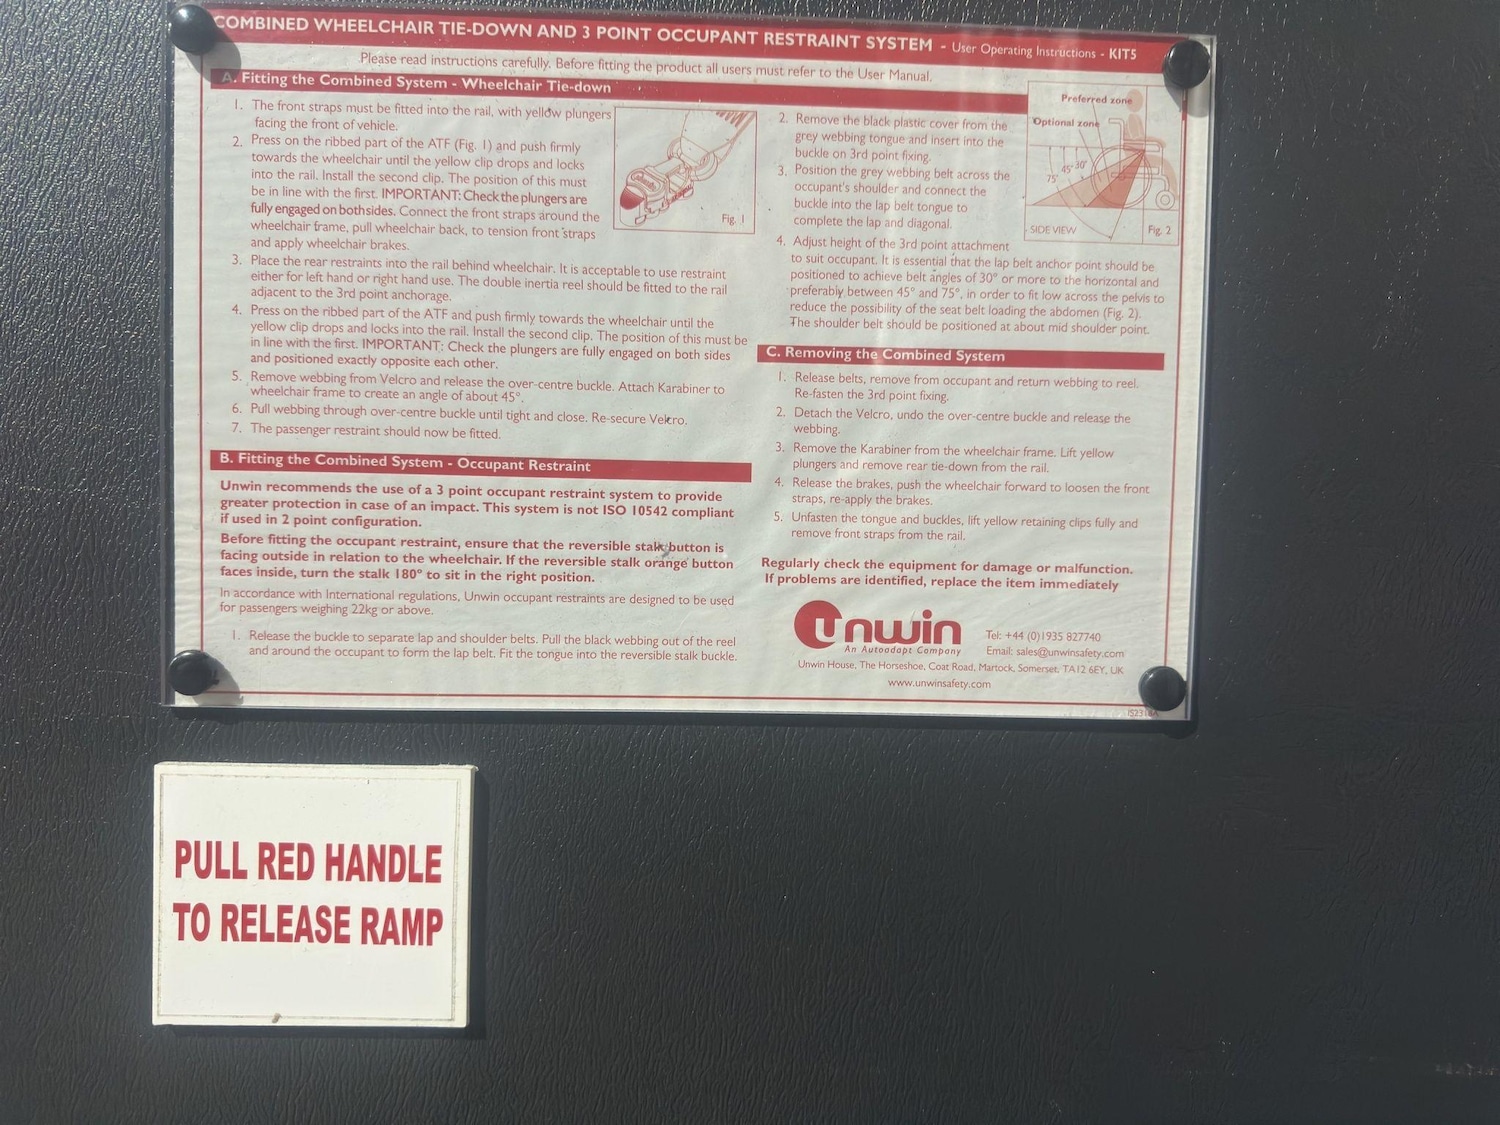 COMBINED WHEELCHAIR TIE-DOWN AND 3 POINT OCCUPANT RESTRAINT SYSTEM - User Operating Instructions - KIT5
Please read instructions carefully. Before fitting the product all users must refer to the User Manual.
A. Fitting the Combined System - Wheelchair Tie-down
1. The front straps must be fitted into the rail, with yellow plungers
facing the front of vehicle.
2. Press on the ribbed part of the ATF (Fig. 1) and push firmly
towards the wheelchair until the yellow clip drops and locks
into the rail. Install the second clip. The position of this must
be in line with the first. IMPORTANT: Check the plungers are
fully engaged on both sides. Connect the front straps around the
wheelchair frame, pull wheelchair back, to tension front straps
and apply wheelchair brakes.
Fig. 1
3. Place the rear restraints into the rail behind wheelchair. It is acceptable to use restraint
either for left hand or right hand use. The double inertia reel should be fitted to the rail
adjacent to the 3rd point anchorage.
4. Press on the ribbed part of the ATF and push firmly towards the wheelchair until the
yellow clip drops and locks into the rail. Install the second clip. The position of this must be
in line with the first. IMPORTANT: Check the plungers are fully engaged on both sides
and positioned exactly opposite each other.
5. Remove webbing from Velcro and release the over-centre buckle. Attach Karabiner to
wheelchair frame to create an angle of about 45°.
6. Pull webbing through over-centre buckle until tight and close. Re-secure Velcro.
7. The passenger restraint should now be fitted.
B. Fitting the Combined System - Occupant Restraint
Unwin recommends the use of a 3 point occupant restraint system to provide
greater protection in case of an impact. This system is not ISO 10542 compliant
if used in 2 point configuration.
Before fitting the occupant restraint, ensure that the reversible stalk button is
facing outside in relation to the wheelchair. If the reversible stalk orange button
faces inside, turn the stalk 180° to sit in the right position.
In accordance with International regulations, Unwin occupant restraints are designed to be used
for passengers weighing 22kg or above.
1. Release the buckle to separate lap and shoulder belts. Pull the black webbing out of the reel
and around the occupant to form the lap belt. Fit the tongue into the reversible stalk buckle.
2. Remove the black plastic cover from the
grey webbing tongue and insert into the
buckle on 3rd point fixing.
3. Position the grey webbing belt across the
occupant's shoulder and connect the
buckle into the lap belt tongue to
complete the lap and diagonal.
Preferred zone
Optional zone
45° 30°
75°
SIDE VIEW
Fig. 2
4. Adjust height of the 3rd point attachment
to suit occupant. It is essential that the lap belt anchor point should be
positioned to achieve belt angles of 30° or more to the horizontal and
preferably between 45° and 75°, in order to fit low across the pelvis to
reduce the possibility of the seat belt loading the abdomen (Fig. 2).
The shoulder belt should be positioned at about mid shoulder point.
C. Removing the Combined System
1. Release belts, remove from occupant and return webbing to reel.
Re-fasten the 3rd point fixing.
2. Detach the Velcro, undo the over-centre buckle and release the
webbing.
3. Remove the Karabiner from the wheelchair frame. Lift yellow
plungers and remove rear tie-down from the rail.
4. Release the brakes, push the wheelchair forward to loosen the front
straps, re-apply the brakes.
5. Unfasten the tongue and buckles, lift yellow retaining clips fully and
remove front straps from the rail.
Regularly check the equipment for damage or malfunction.
If problems are identified, replace the item immediately
Unwin
An Autoadapt Company
Tel: +44 (0)1935 827740
Email: sales@unwinsafety.com
Unwin House, The Horseshoe, Coat Road, Martock, Somerset, TA12 6EY, UK
www.unwinsafety.com
PULL RED HANDLE
TO RELEASE RAMP